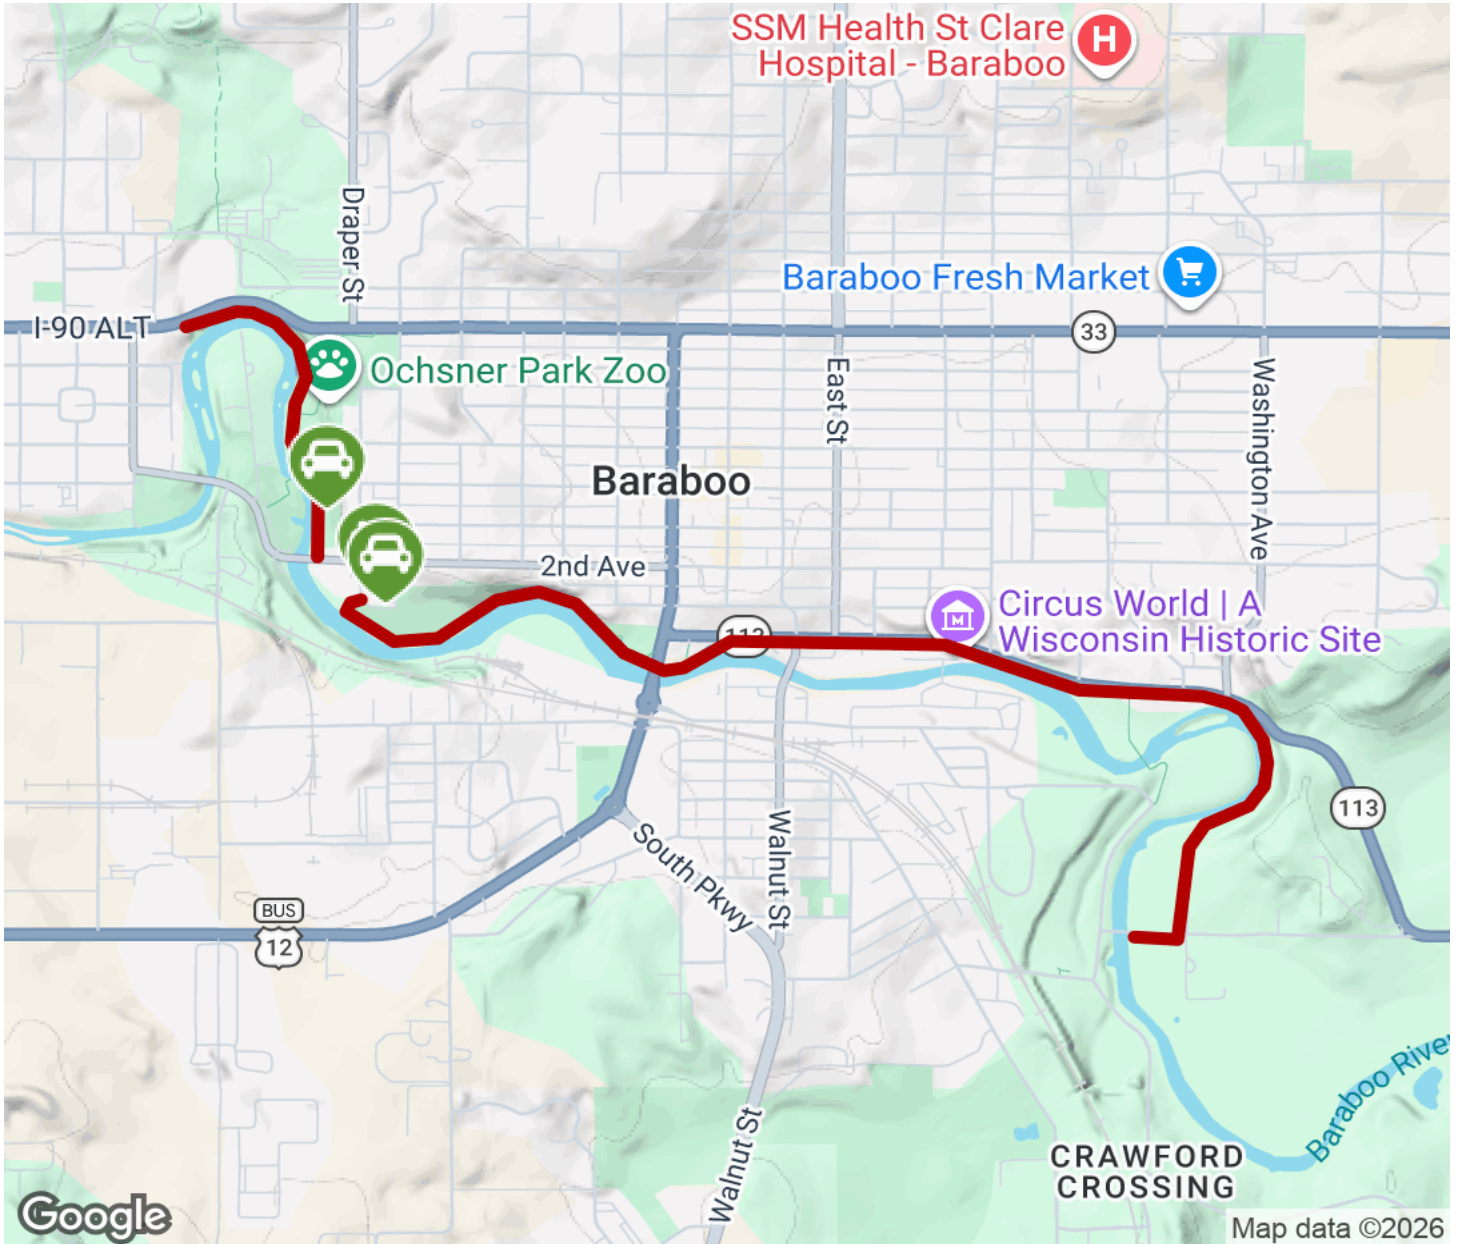 SSM Health St Clare
Hospital - Baraboo
H
Draper St
Baraboo Fresh Market
I-90 ALT
33
Ochsner Park Zoo
East St
Washington Ave
Baraboo
2nd Ave
Circus World | A
Wisconsin Historic Site
M
South Pkwy
Walnut St
113
BUS
12
Baraboo River
Walnut St
CRAWFORD
CROSSING
Google
Map data ©2026